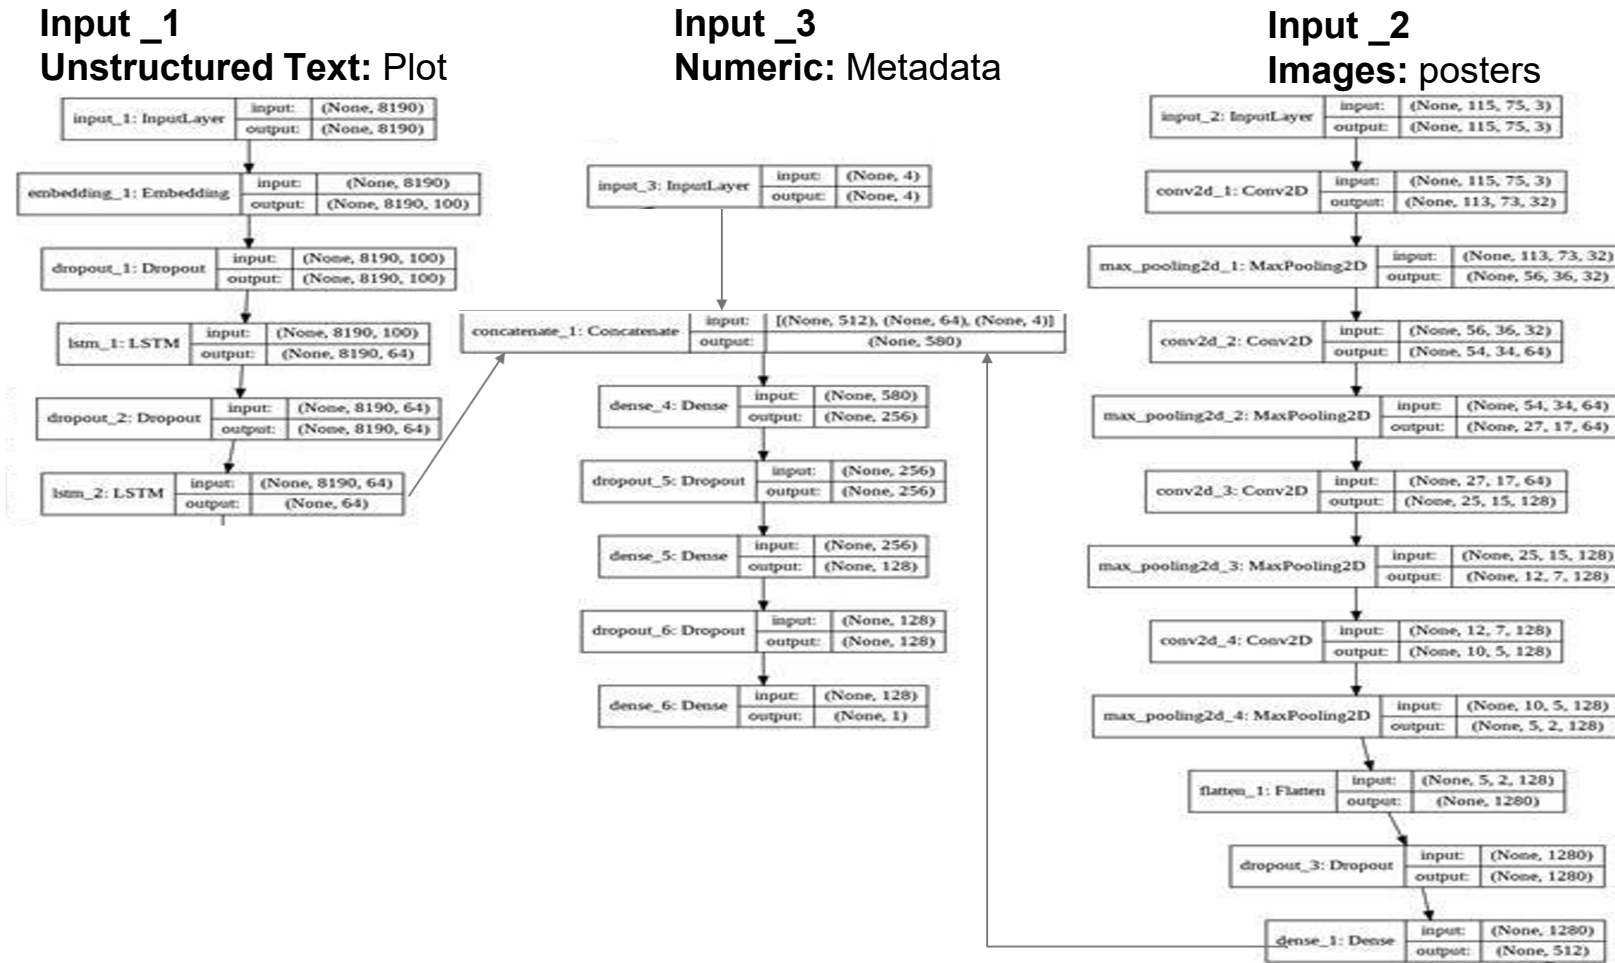 Input _1
Unstructured Text: Plot
input_1: InputLayer
input: (None, 8190)
output: (None, 8190)
embedding_1: Embedding
input: (None, 8190)
output: (None, 8190, 100)
dropout_1: Dropout
input: (None, 8190, 100)
output: (None, 8190, 100)
lstm_1: LSTM
input: (None, 8190, 100)
output: (None, 8190, 64)
dropout_2: Dropout
input: (None, 8190, 64)
output: (None, 8190, 64)
lstm_2: LSTM
input: (None, 8190, 64)
output: (None, 64)
Input _3
Numeric: Metadata
input_3: InputLayer
input: (None, 4)
output: (None, 4)
concatenate_1: Concatenate
input: [(None, 512), (None, 64), (None, 4)]
output: (None, 580)
dense_4: Dense
input: (None, 580)
output: (None, 256)
dropout_5: Dropout
input: (None, 256)
output: (None, 256)
dense_5: Dense
input: (None, 256)
output: (None, 128)
dropout_6: Dropout
input: (None, 128)
output: (None, 128)
dense_6: Dense
input: (None, 128)
output: (None, 1)
Input _2
Images: posters
input_2: InputLayer
input: (None, 115, 75, 3)
output: (None, 115, 75, 3)
conv2d_1: Conv2D
input: (None, 115, 75, 3)
output: (None, 113, 73, 32)
max_pooling2d_1: MaxPooling2D
input: (None, 113, 73, 32)
output: (None, 56, 36, 32)
conv2d_2: Conv2D
input: (None, 56, 36, 32)
output: (None, 54, 34, 64)
max_pooling2d_2: MaxPooling2D
input: (None, 54, 34, 64)
output: (None, 27, 17, 64)
conv2d_3: Conv2D
input: (None, 27, 17, 64)
output: (None, 25, 15, 128)
max_pooling2d_3: MaxPooling2D
input: (None, 25, 15, 128)
output: (None, 12, 7, 128)
conv2d_4: Conv2D
input: (None, 12, 7, 128)
output: (None, 10, 5, 128)
max_pooling2d_4: MaxPooling2D
input: (None, 10, 5, 128)
output: (None, 5, 2, 128)
flatten_1: Flatten
input: (None, 5, 2, 128)
output: (None, 1280)
dropout_3: Dropout
input: (None, 1280)
output: (None, 1280)
dense_1: Dense
input: (None, 1280)
output: (None, 512)